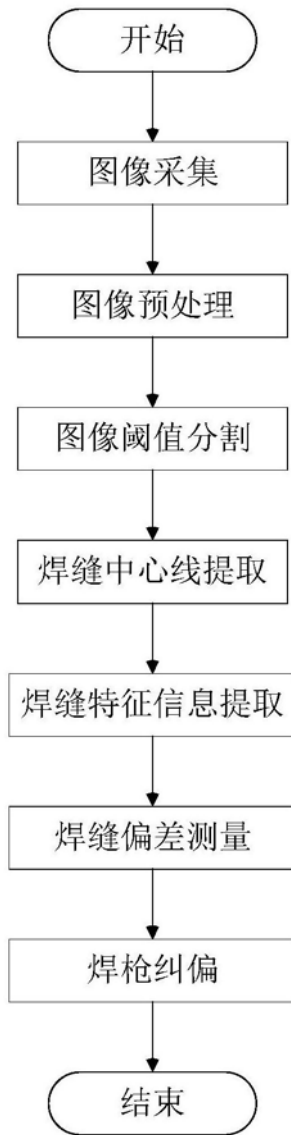 开始
图像采集
图像预处理
图像阈值分割
焊缝中心线提取
焊缝特征信息提取
焊缝偏差测量
焊枪纠偏
结束